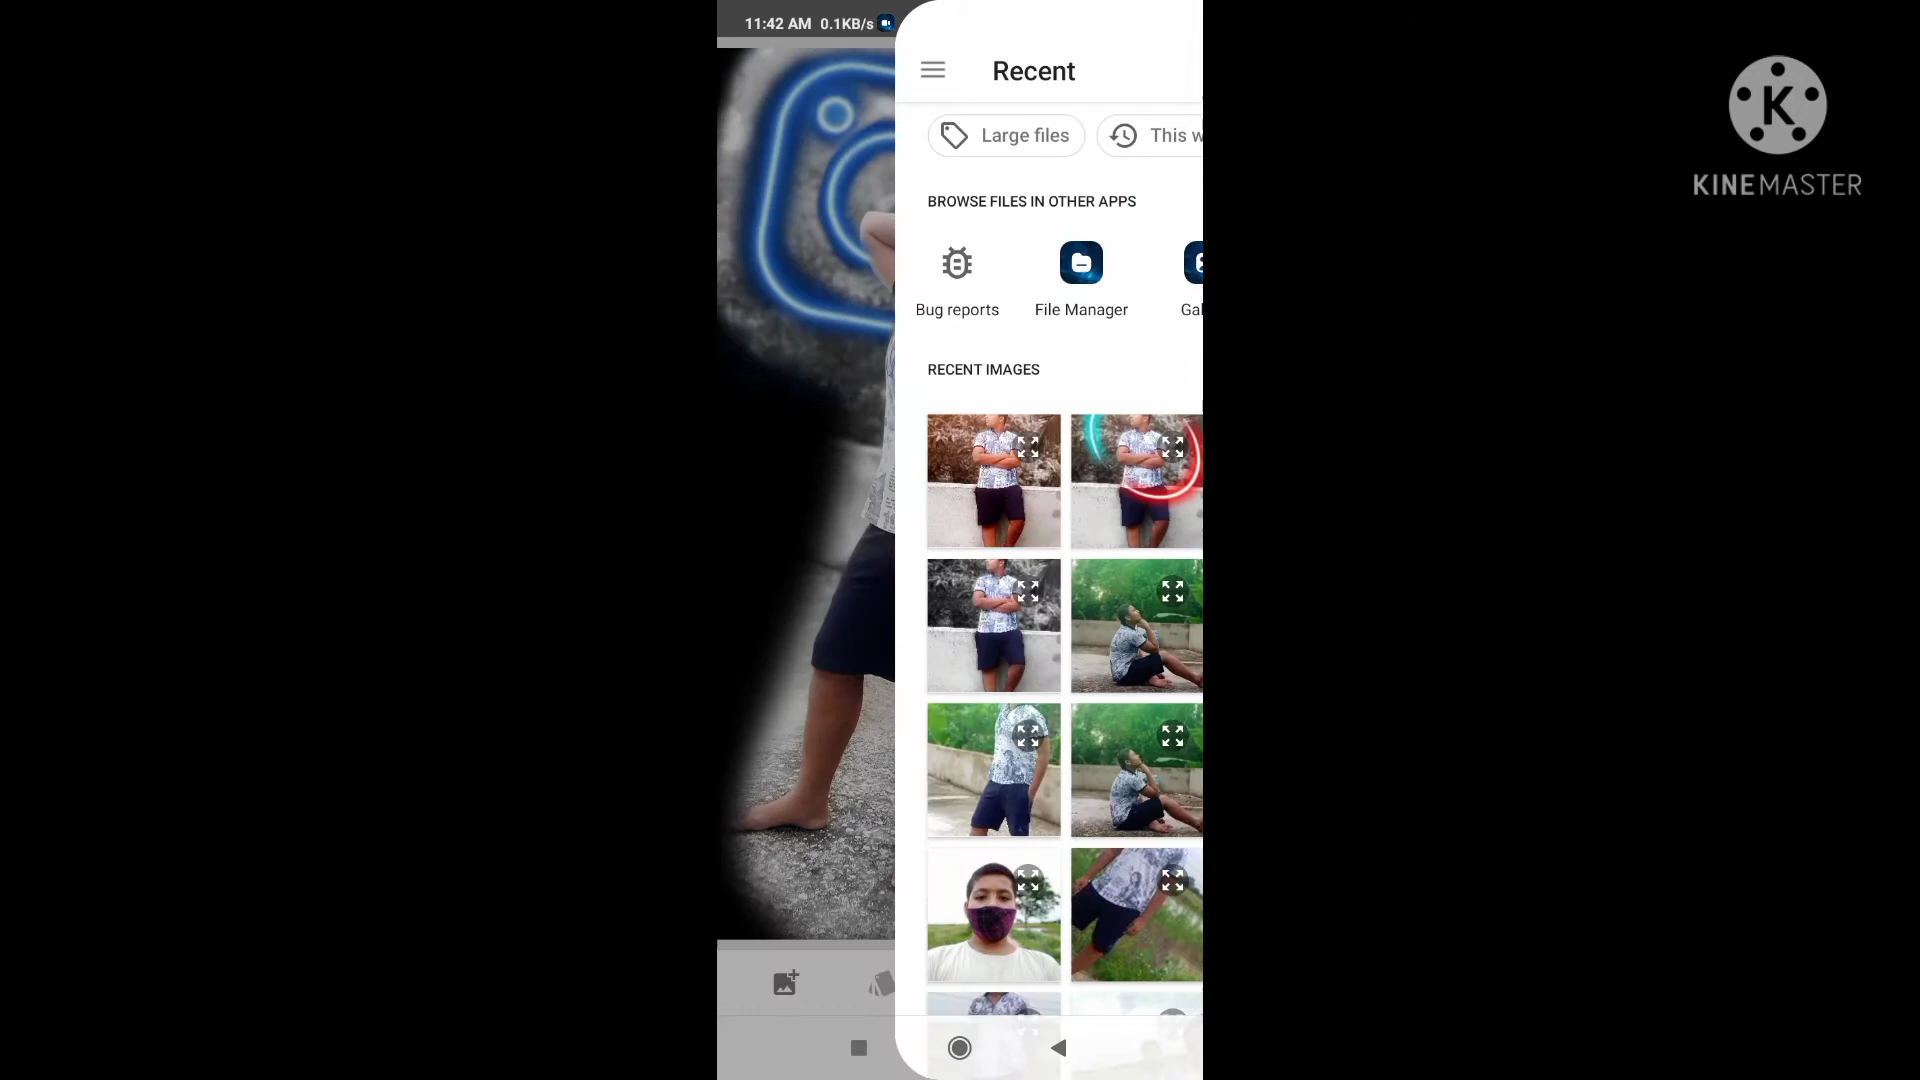 11:42 AM 0.1KB/s
Recent
Large files
This w
BROWSE FILES IN OTHER APPS
Bug reports
File Manager
Gal
RECENT IMAGES
K
KINEMASTER